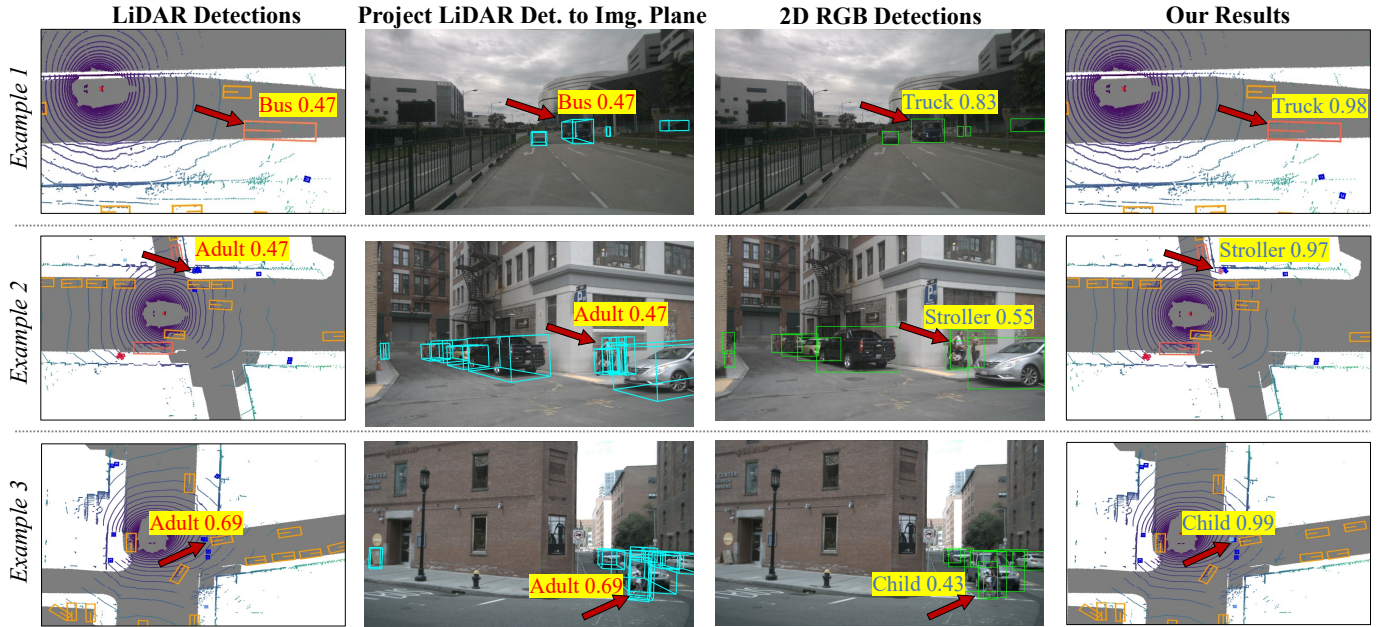 LiDAR Detections
Project LiDAR Det. to Img. Plane
2D RGB Detections
Our Results
Example 1
Bus 0.47
Bus 0.47
Truck 0.83
Truck 0.98
Example 2
Adult 0.47
Adult 0.47
Stroller 0.55
Stroller 0.97
P
Example 3
Adult 0.69
Adult 0.69
Child 0.43
Child 0.99
CENTER